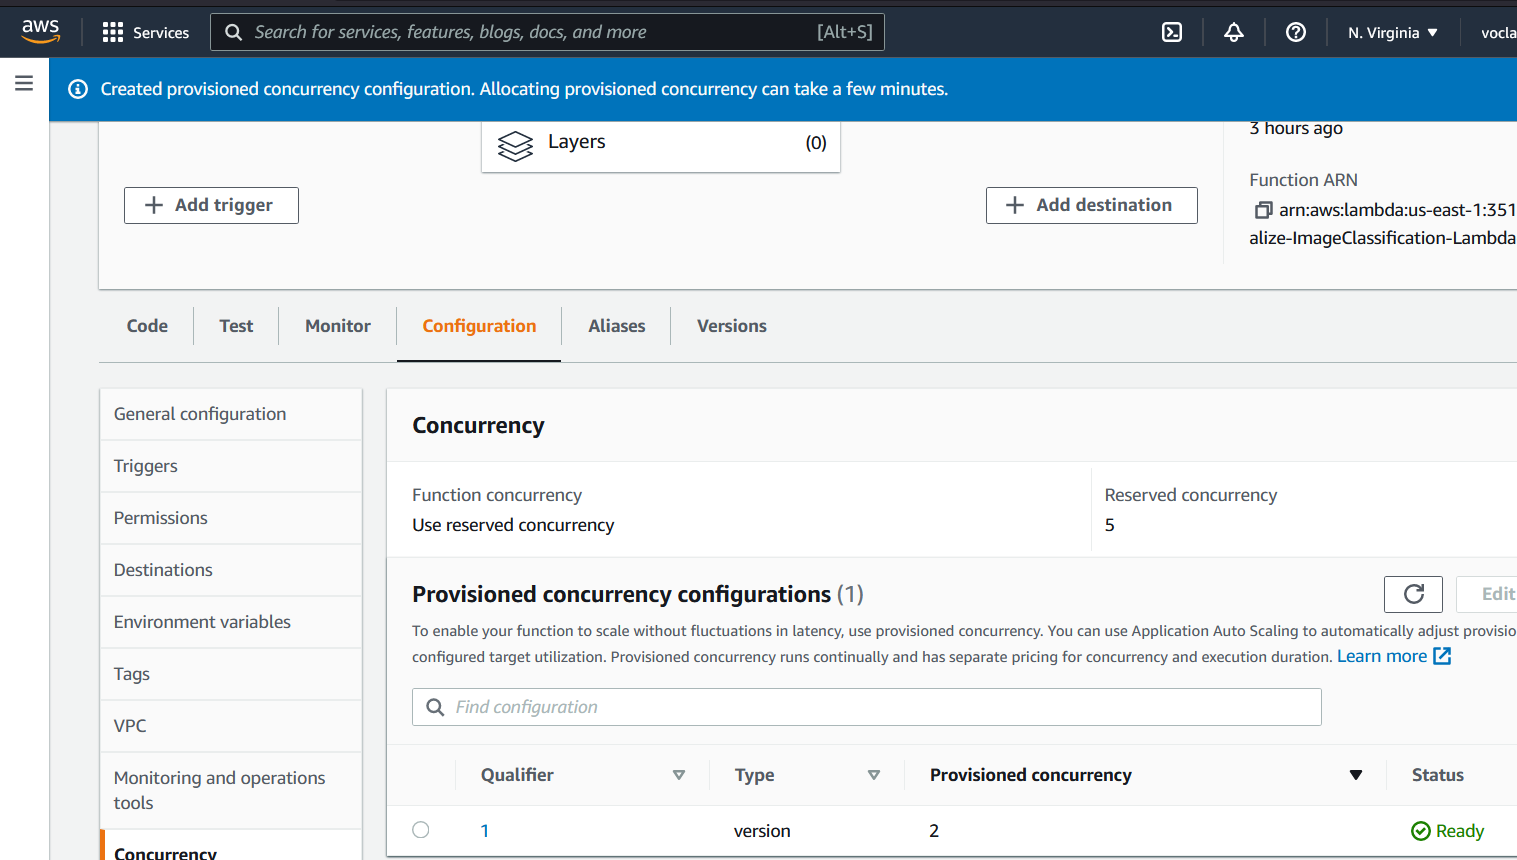 aws
Services
Search for services, features, blogs, docs, and more
[Alt+S]
N. Virginia
vocla
Created provisioned concurrency configuration. Allocating provisioned concurrency can take a few minutes.
Layers
(0)
3 hours ago
Add trigger
Add destination
Function ARN
arn:aws:lambda:us-east-1:351
alize-ImageClassification-Lambda
Code
Test
Monitor
Configuration
Aliases
Versions
General configuration
Triggers
Permissions
Destinations
Environment variables
Tags
VPC
Monitoring and operations
tools
Concurrency
Concurrency
Function concurrency
Use reserved concurrency
Reserved concurrency
5
Provisioned concurrency configurations (1)
Edit
To enable your function to scale without fluctuations in latency, use provisioned concurrency. You can use Application Auto Scaling to automatically adjust provisio
configured target utilization. Provisioned concurrency runs continually and has separate pricing for concurrency and execution duration. Learn more
Find configuration
Qualifier
Type
Provisioned concurrency
Status
1
version
2
Ready